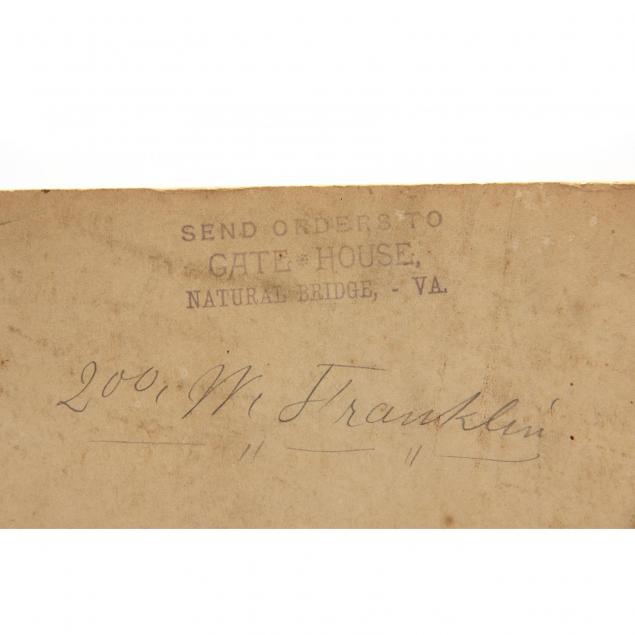 SEND ORDERS TO
GATE * HOUSE,
NATURAL BRIDGE, - VA.
200, W, Franklin